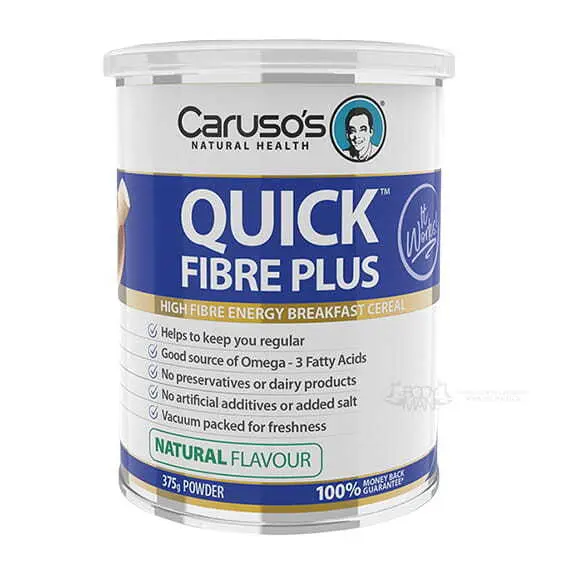 Caruso's
NATURAL HEALTH
QUICK™
FIBRE PLUS
It
Works!
HIGH FIBRE ENERGY BREAKFAST CEREAL
Helps to keep you regular
Good source of Omega - 3 Fatty Acids
No preservatives or dairy products
No artificial additives or added salt
Vacuum packed for freshness
NATURAL FLAVOUR
375g POWDER
100% MONEY BACK
GUARANTEE*